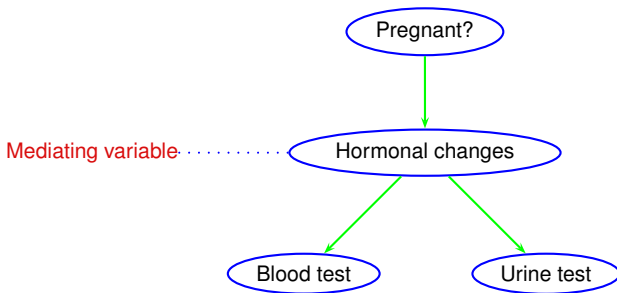 Pregnant?
Mediating variable
Hormonal changes
Blood test
Urine test